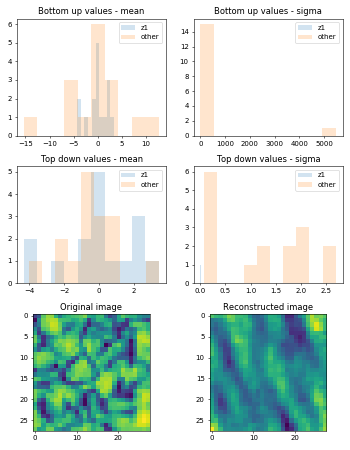 Bottom up values - mean
Bottom up values - sigma
z1
other
z1
other
6
5
4
3
2
1
0
−15 −10 −5 0 5 10
14
12
10
8
6
4
2
0
0 1000 2000 3000 4000 5000
Top down values - mean
Top down values - sigma
z1
other
z1
other
5
4
3
2
1
0
−4 −2 0 2
6
5
4
3
2
1
0
0.0 0.5 1.0 1.5 2.0 2.5
Original image
Reconstructed image
0
5
10
15
20
25
0 10 20
0
5
10
15
20
25
0 10 20